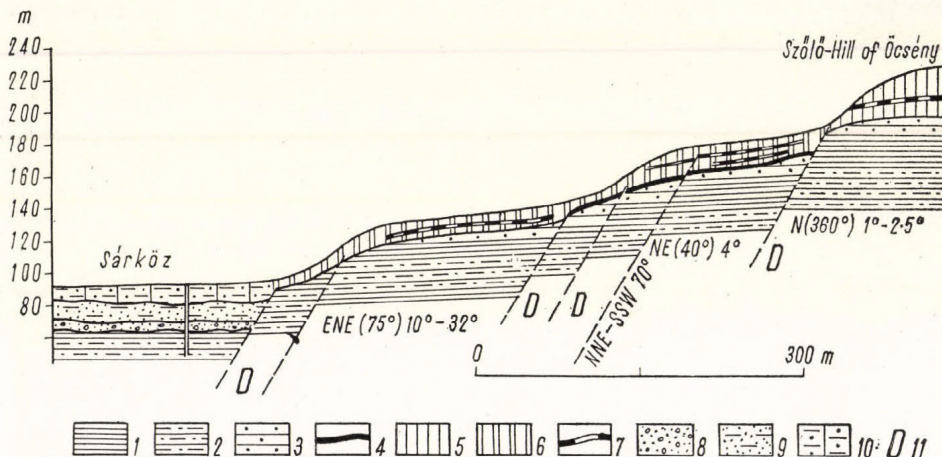 m
240
220
200
180
160
140
120
100
80
Szőlő-Hill of Őcsény
Sárköz
N(360°) 1°-2·5°
NE(40°) 4°
D
NNE-SSW 70°
ENE (75°) 10°-32°
D
D
D
0
300 m
1
2
3
4
5
6
7
8
9
10
D 11